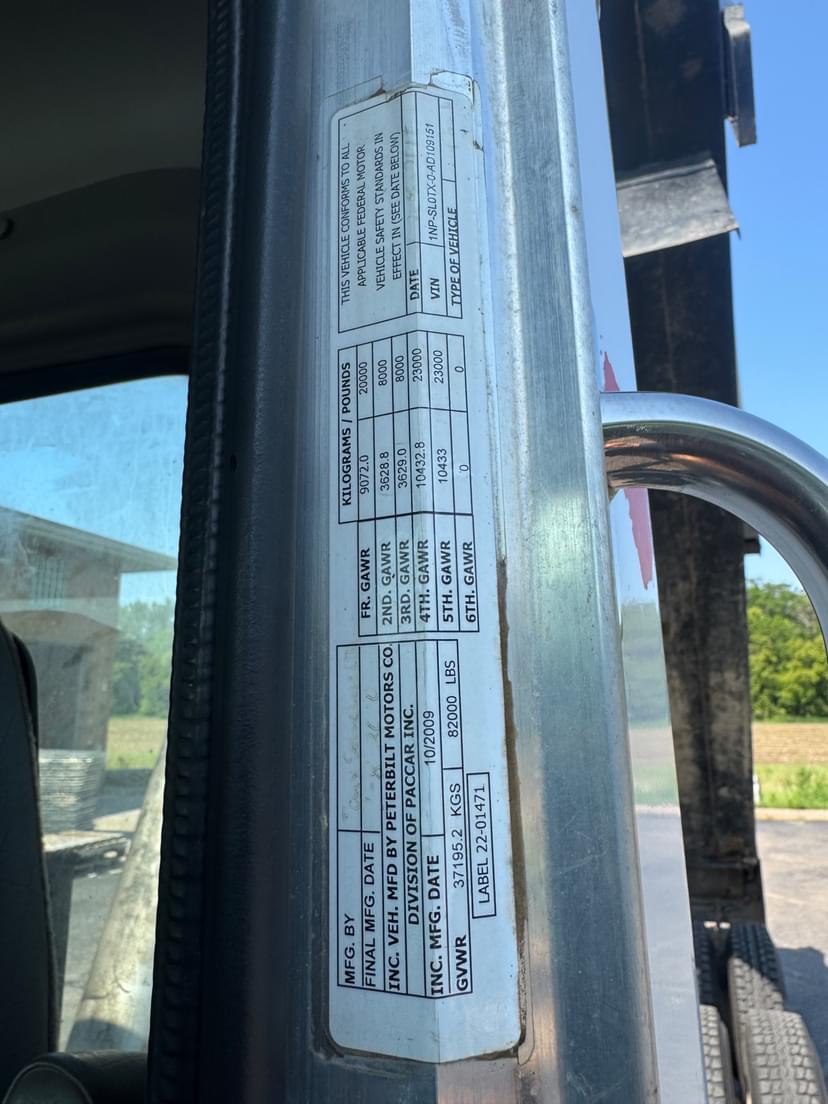 MFG. BY
FINAL MFG. DATE
INC. VEH. MFD BY PETERBILT MOTORS CO.
DIVISION OF PACCAR INC.
INC. MFG. DATE 10/2009
GVWR 37195.2 KGS 82000 LBS
LABEL 22-01471
KILOGRAMS / POUNDS
FR. GAWR 9072.0 20000
2ND. GAWR 3628.8 8000
3RD. GAWR 3629.0 8000
4TH. GAWR 10432.8 23000
5TH. GAWR 10433 23000
6TH. GAWR 0 0
THIS VEHICLE CONFORMS TO ALL
APPLICABLE FEDERAL MOTOR
VEHICLE SAFETY STANDARDS IN
EFFECT IN (SEE DATE BELOW)
DATE
VIN 1NP-SL0TX-0-AD109151
TYPE OF VEHICLE